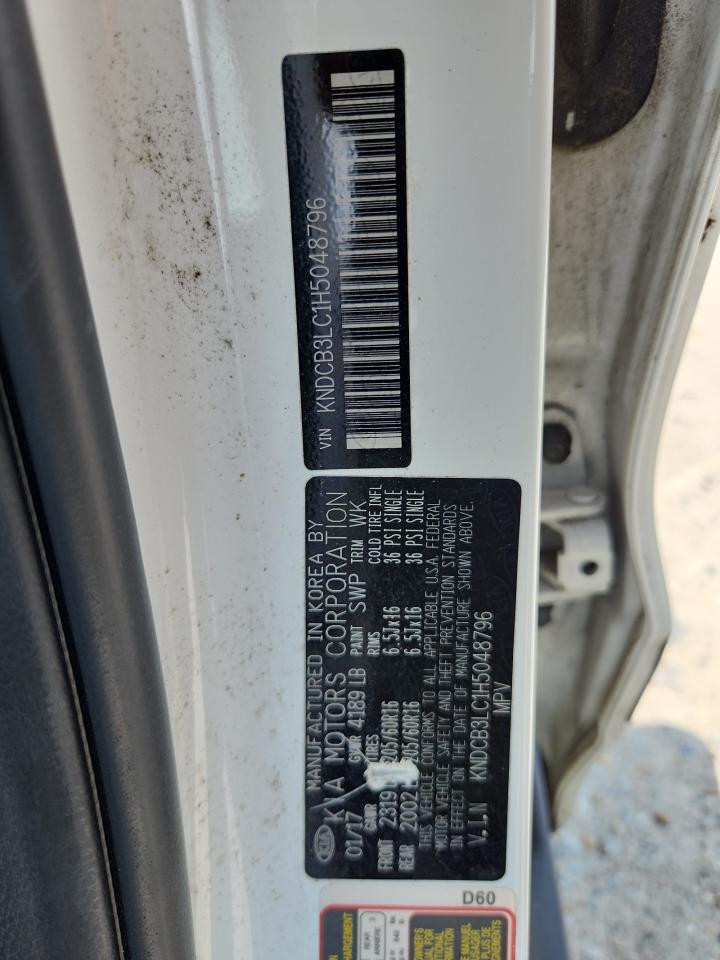 VIN KNDCB3LC1H5048796
MANUFACTURED IN KOREA BY
KIA KIA MOTORS CORPORATION
01/17 GVWR 4189 LB PAINT SWP TRIM WK
GAWR TIRES RIMS COLD TIRE INFL
FRONT 2319 205/60R16 6.5Jx16 36 PSI SINGLE
REAR 2002 205/60R16 6.5Jx16 36 PSI SINGLE
THIS VEHICLE CONFORMS TO ALL APPLICABLE U.S.A. FEDERAL
MOTOR VEHICLE SAFETY AND THEFT PREVENTION STANDARDS
IN EFFECT ON THE DATE OF MANUFACTURE SHOWN ABOVE.
V.I.N KNDCB3LC1H5048796
MPV
D60
REAR
ARRIÈRE